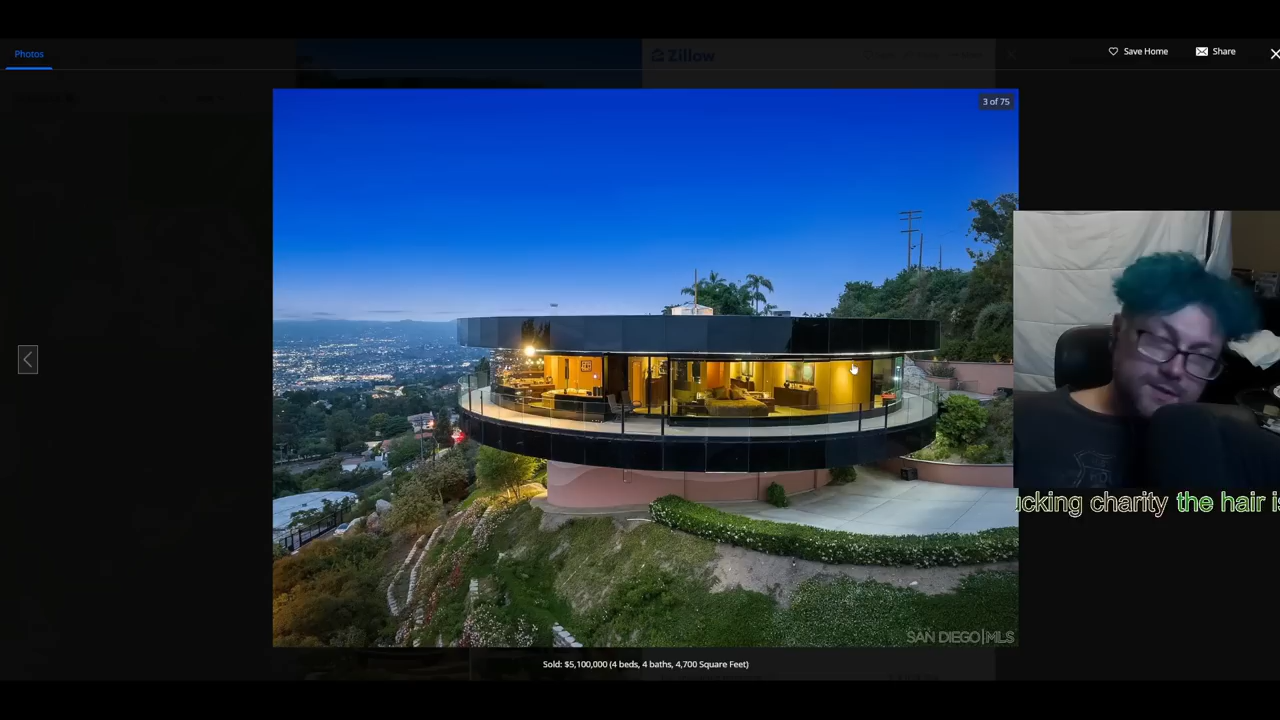 Photos
Zillow
Save Home
Share
3 of 75
ucking charity the hair is
SAN DIEGO|MLS
Sold: $5,100,000 (4 beds, 4 baths, 4,700 Square Feet)